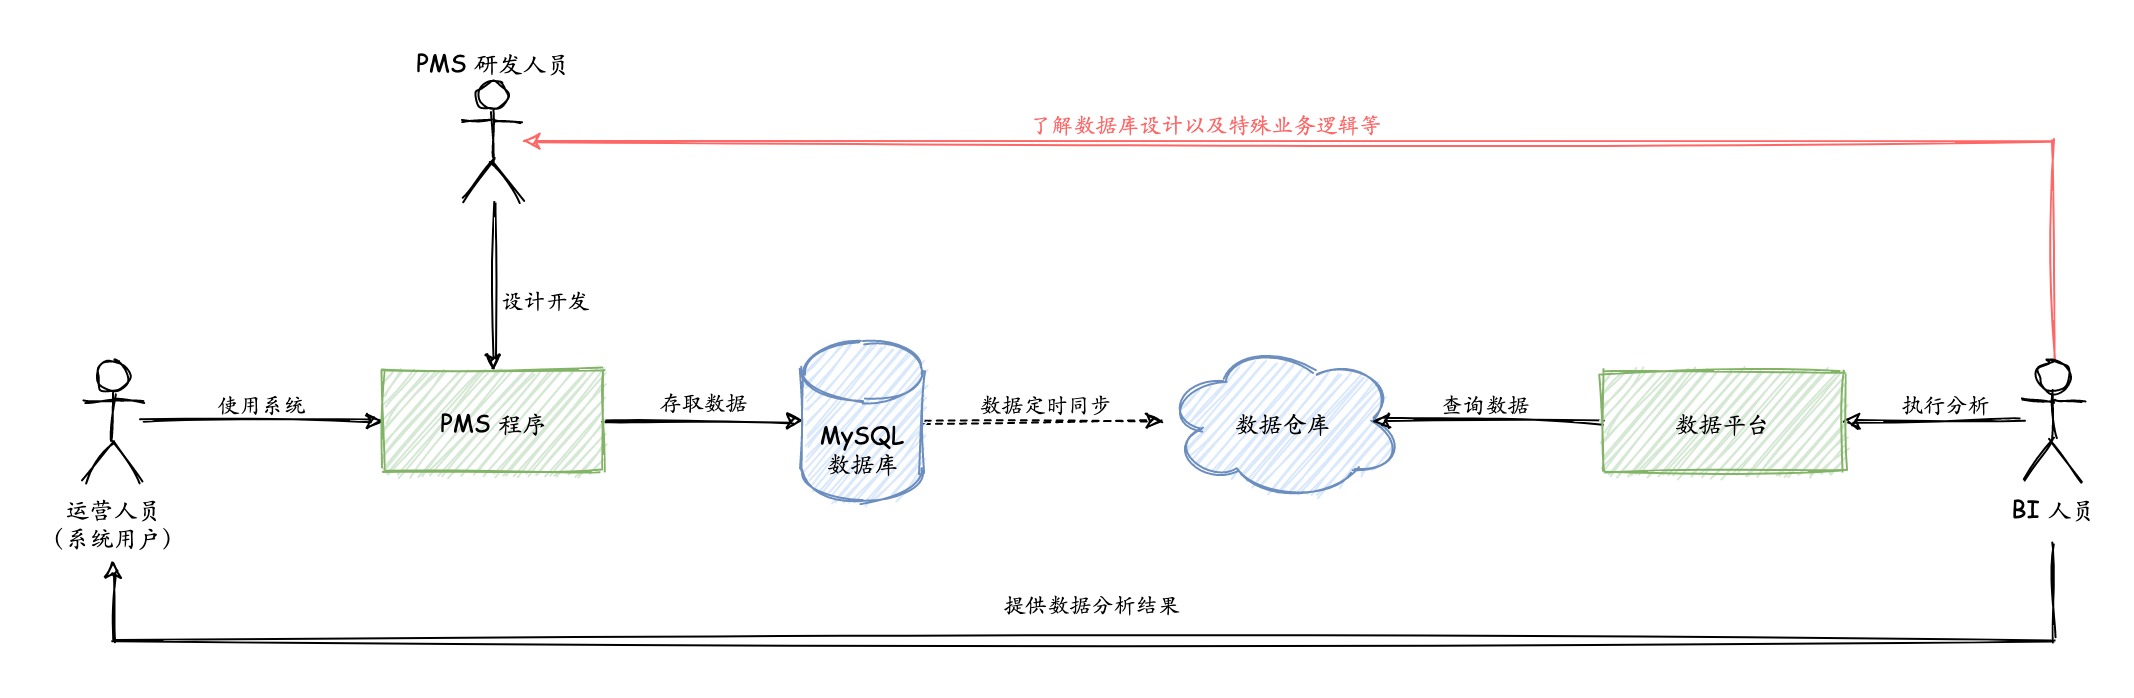 PMS 研发人员
了解数据库设计以及特殊业务逻辑等
设计开发
使用系统
PMS 程序
存取数据
MySQL
数据库
数据定时同步
数据仓库
查询数据
数据平台
执行分析
运营人员
（系统用户）
BI 人员
提供数据分析结果